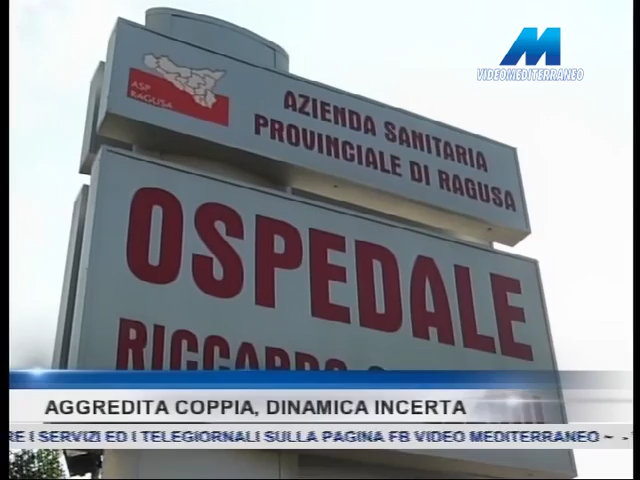 VIDEOMEDITERRANEO
ASP
RAGUSA
AZIENDA SANITARIA
PROVINCIALE DI RAGUSA
OSPEDALE
RICCARDO
AGGREDITA COPPIA, DINAMICA INCERTA
RE I SERVIZI ED I TELEGIORNALI SULLA PAGINA FB VIDEO MEDITERRANEO ~